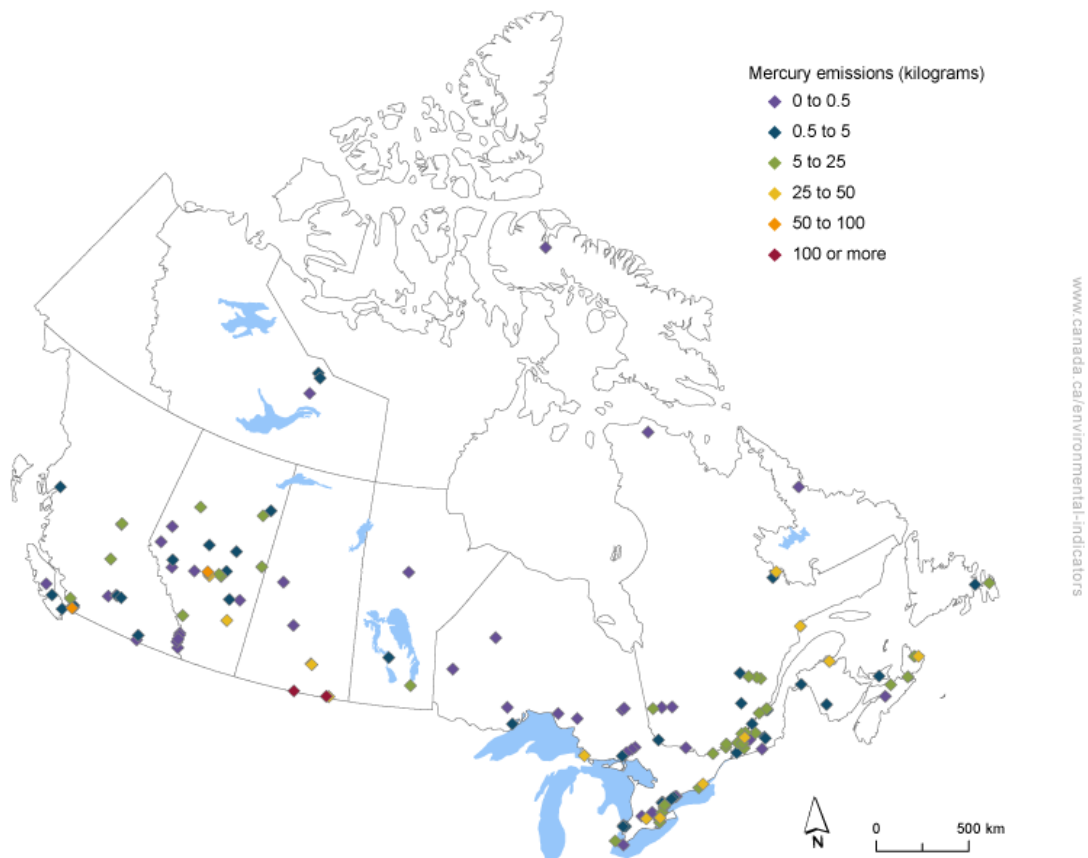 Mercury emissions (kilograms)
0 to 0.5
0.5 to 5
5 to 25
25 to 50
50 to 100
100 or more
www.canada.ca/environmental-indicators
N
0 500 km